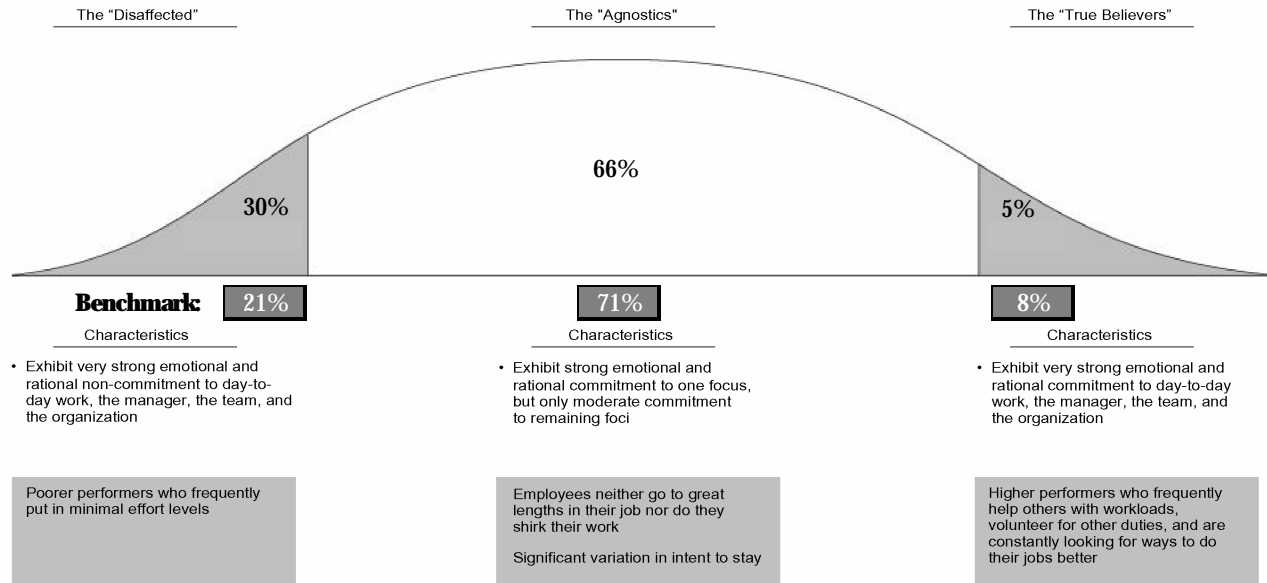 The “Disaffected”
The "Agnostics"
The “True Believers”
30%
66%
5%
Benchmark:
21%
71%
8%
Characteristics
• Exhibit very strong emotional and
rational non-commitment to day-to-
day work, the manager, the team, and
the organization
Characteristics
• Exhibit strong emotional and
rational commitment to one focus,
but only moderate commitment
to remaining foci
Characteristics
• Exhibit very strong emotional and
rational commitment to day-to-day
work, the manager, the team, and
the organization
Poorer performers who frequently
put in minimal effort levels
Employees neither go to great
lengths in their job nor do they
shirk their work
Significant variation in intent to stay
Higher performers who frequently
help others with workloads,
volunteer for other duties, and are
constantly looking for ways to do
their jobs better